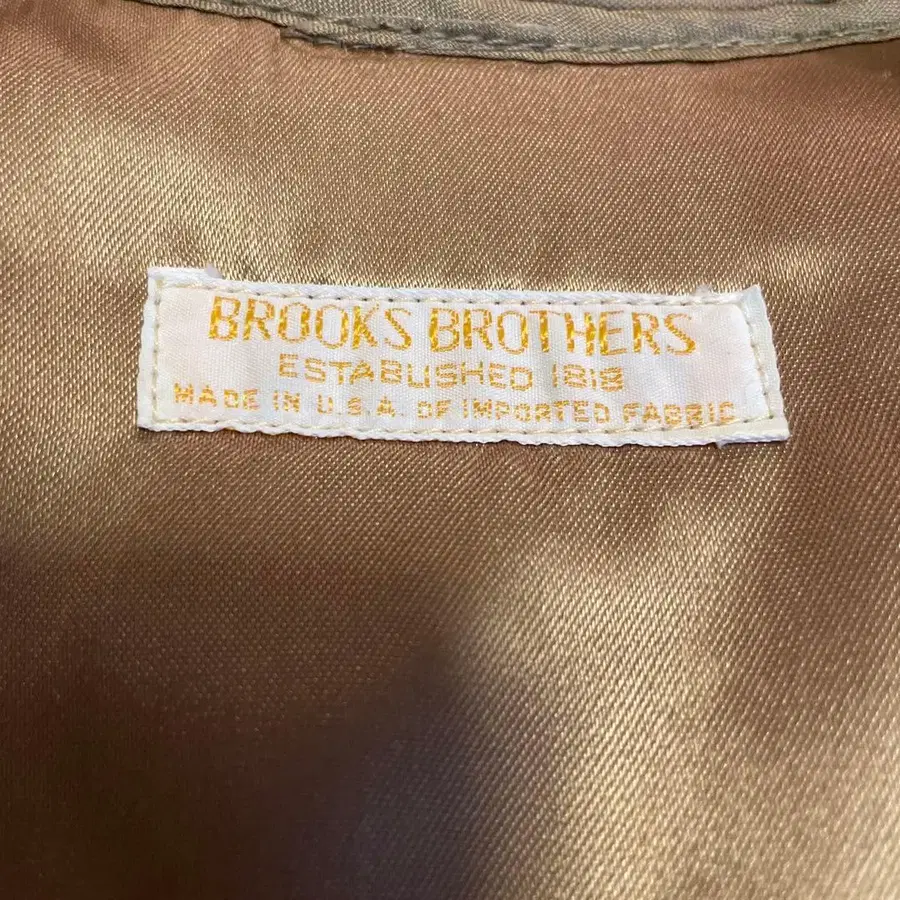 BROOKS BROTHERS
ESTABLISHED 1818
MADE IN U.S.A. OF IMPORTED FABRIC